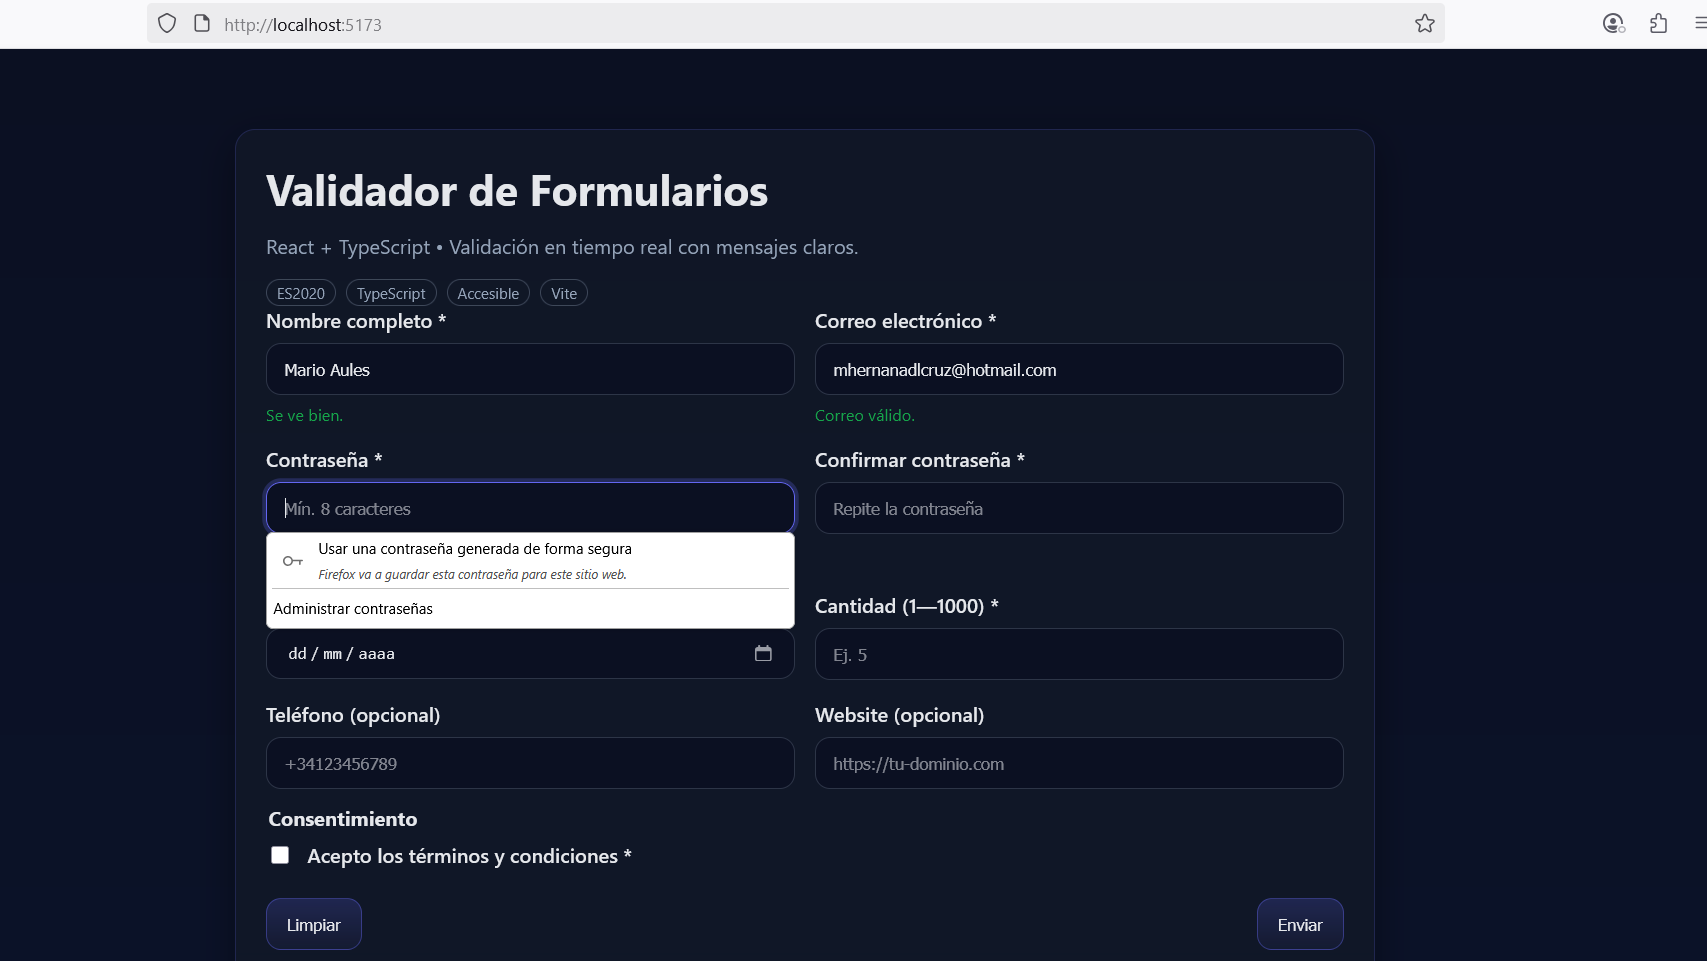 http://localhost:5173
Validador de Formularios
React + TypeScript • Validación en tiempo real con mensajes claros.
ES2020 TypeScript Accesible Vite
Nombre completo * Correo electrónico *
Mario Aules mhernanadlcruz@hotmail.com
Se ve bien. Correo válido.
Contraseña * Confirmar contraseña *
Mín. 8 caracteres Repite la contraseña
Usar una contraseña generada de forma segura
Firefox va a guardar esta contraseña para este sitio web.
Administrar contraseñas
Cantidad (1—1000) *
dd / mm / aaaa Ej. 5
Teléfono (opcional) Website (opcional)
+34123456789 https://tu-dominio.com
Consentimiento
Acepto los términos y condiciones *
Limpiar Enviar